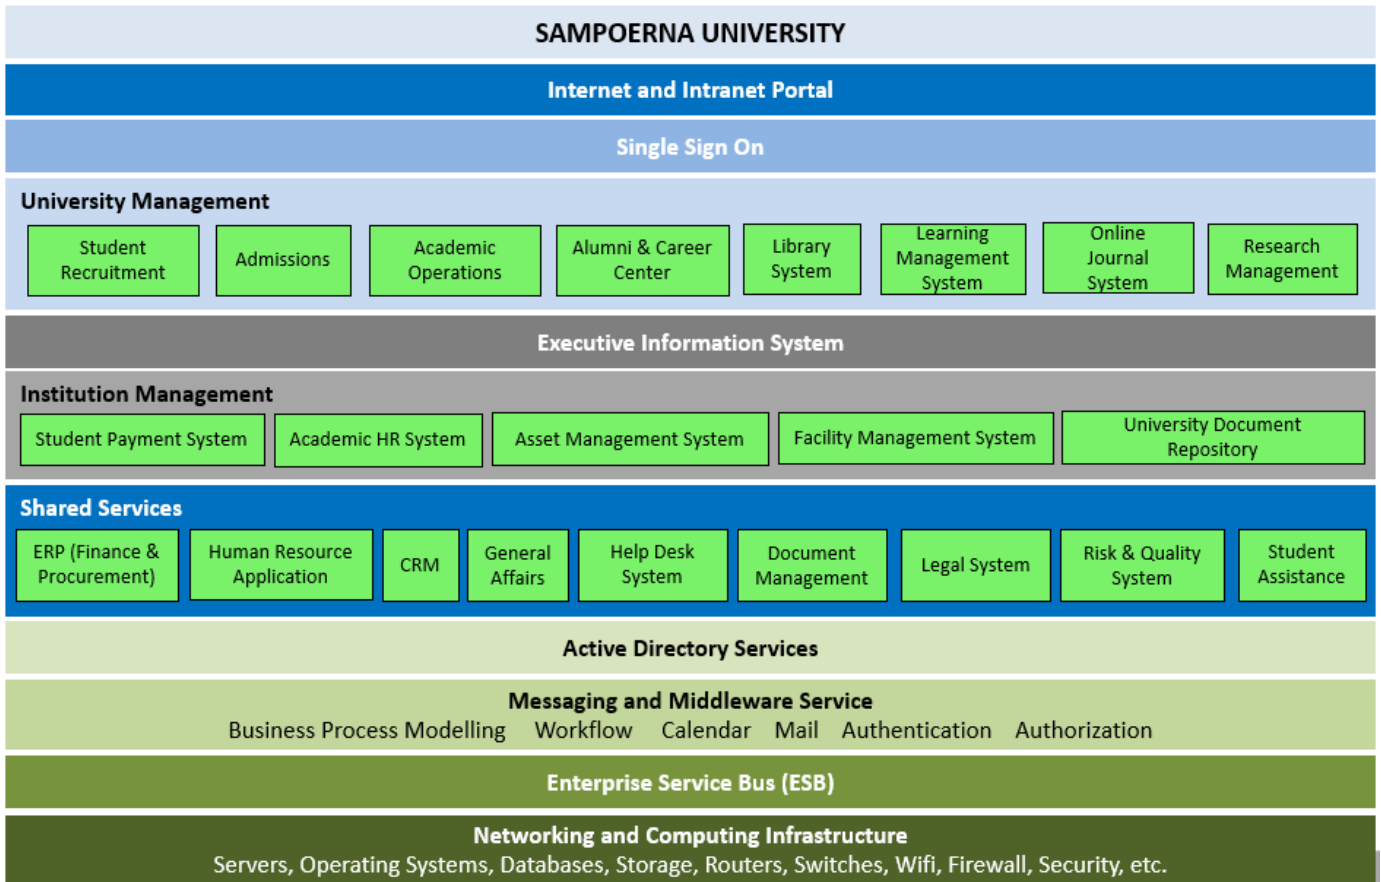 SAMPOERNA UNIVERSITY
Internet and Intranet Portal
Single Sign On
University Management
Student
Recruitment
Admissions
Academic
Operations
Alumni & Career
Center
Library
System
Learning
Management
System
Online
Journal
System
Research
Management
Executive Information System
Institution Management
Student Payment System
Academic HR System
Asset Management System
Facility Management System
University Document
Repository
Shared Services
ERP (Finance &
Procurement)
Human Resource
Application
CRM
General
Affairs
Help Desk
System
Document
Management
Legal System
Risk & Quality
System
Student
Assistance
Active Directory Services
Messaging and Middleware Service
Business Process Modelling Workflow Calendar Mail Authentication Authorization
Enterprise Service Bus (ESB)
Networking and Computing Infrastructure
Servers, Operating Systems, Databases, Storage, Routers, Switches, Wifi, Firewall, Security, etc.